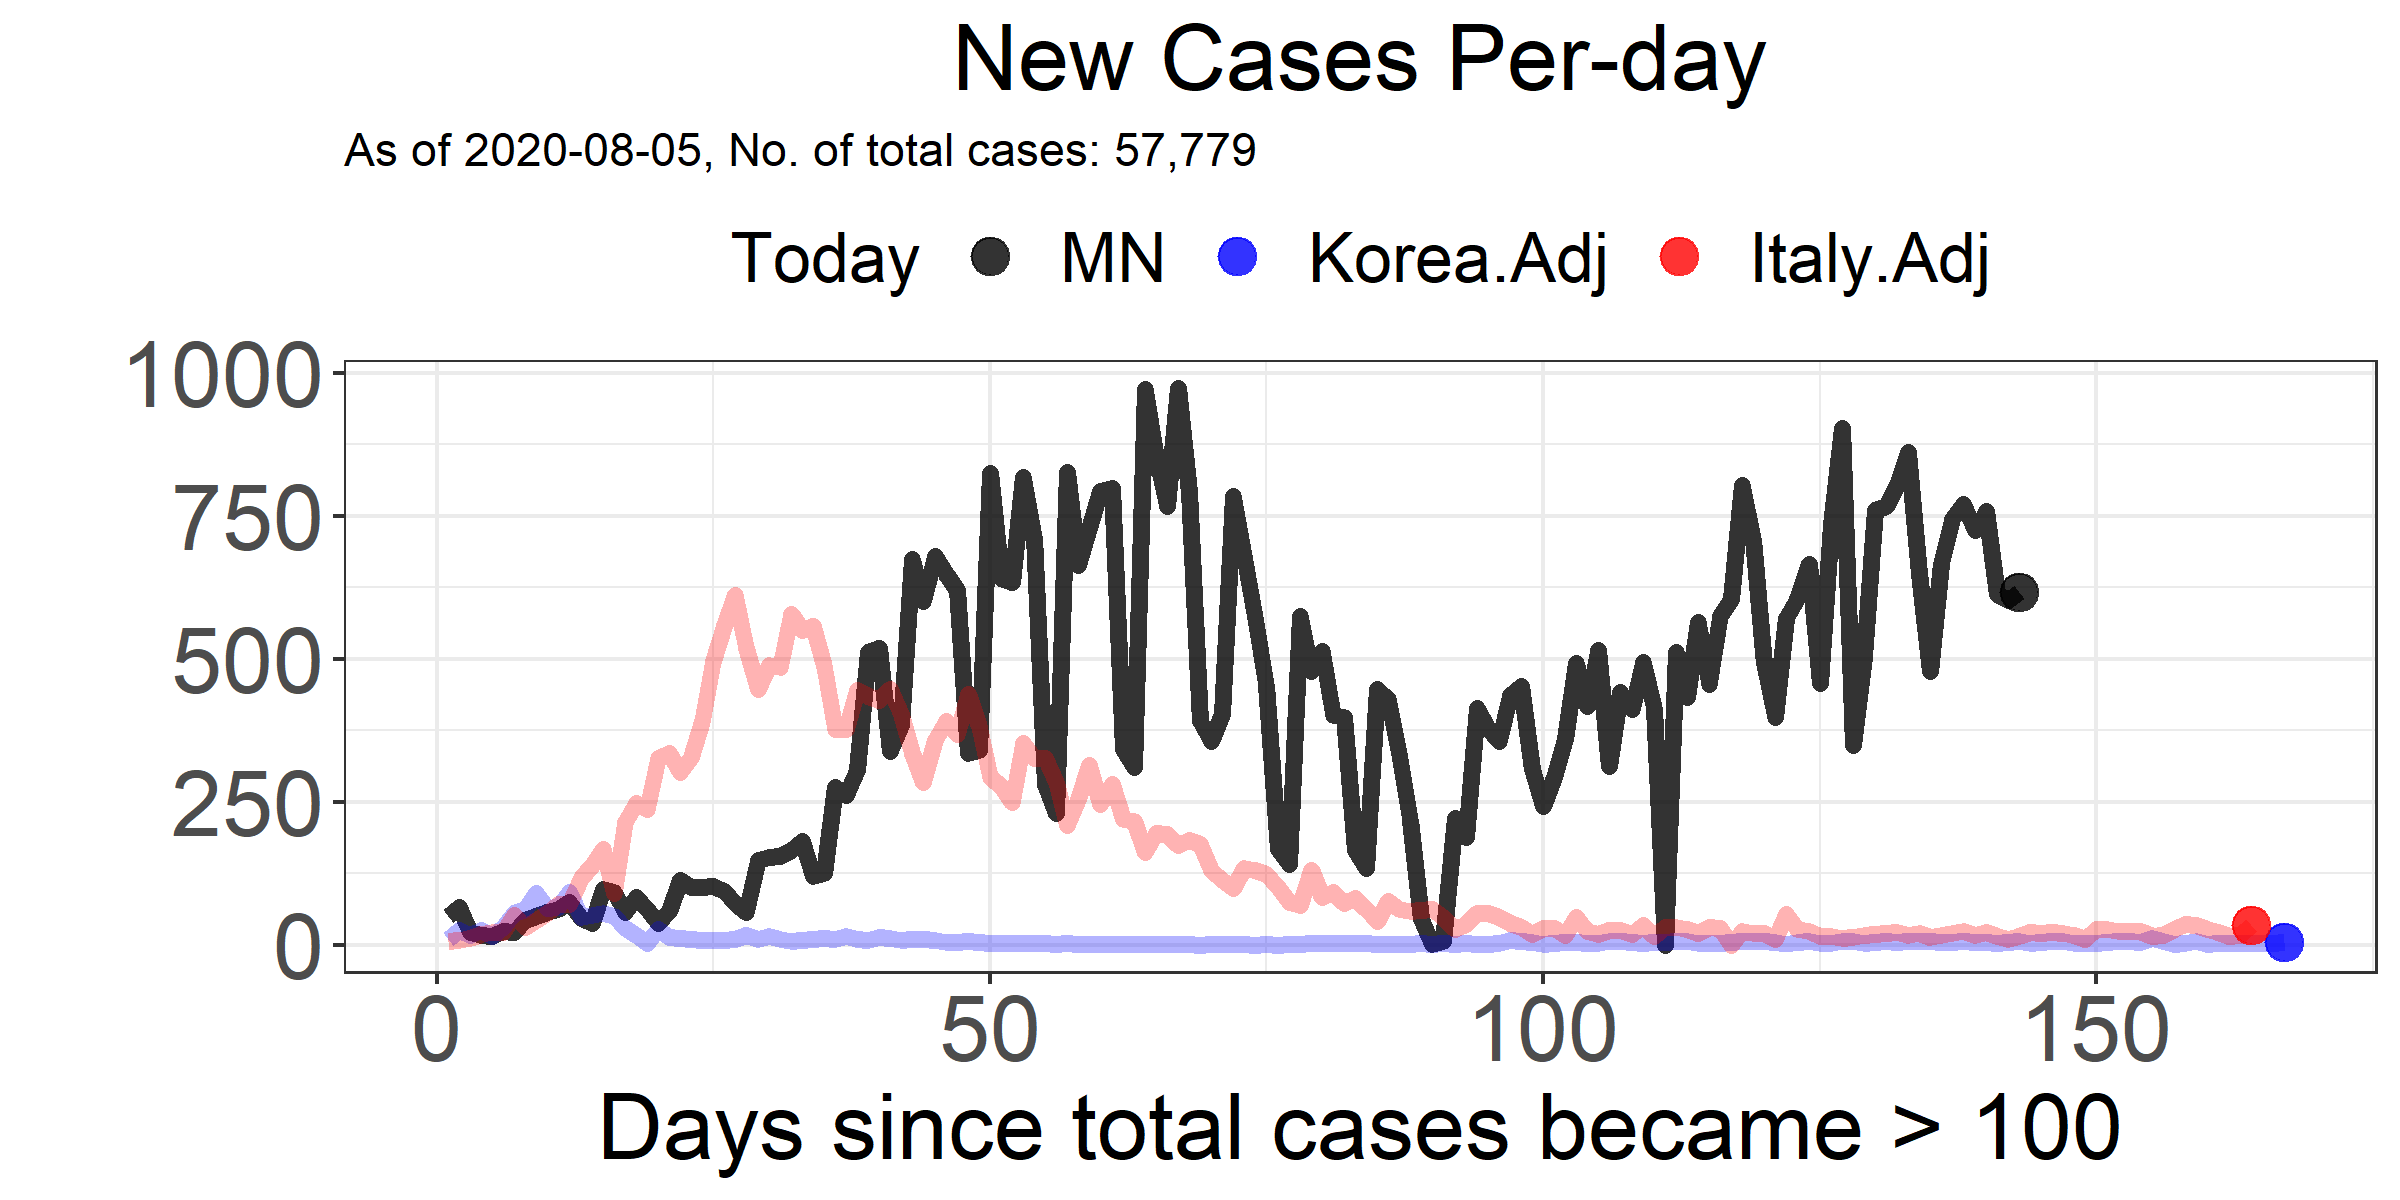 New Cases Per-day
As of 2020-08-05, No. of total cases: 57,779
Today MN Korea.Adj Italy.Adj
1000
750
500
250
0
0 50 100 150
Days since total cases became > 100